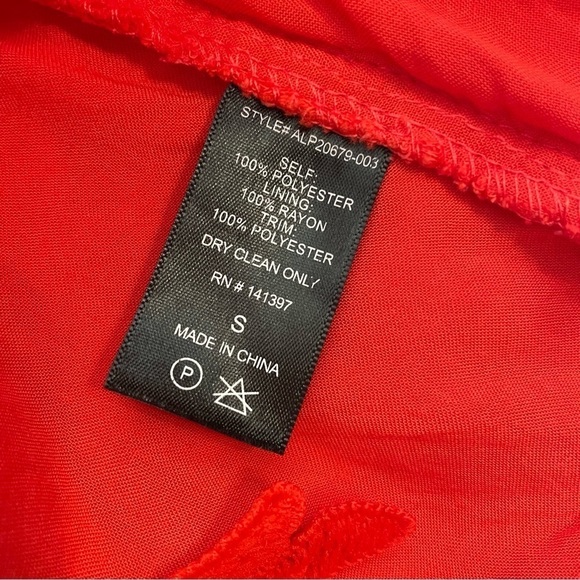 STYLE# ALP20679-003
SELF:
100% POLYESTER
LINING:
100% RAYON
TRIM:
100% POLYESTER
DRY CLEAN ONLY
RN # 141397
S
MADE IN CHINA
P